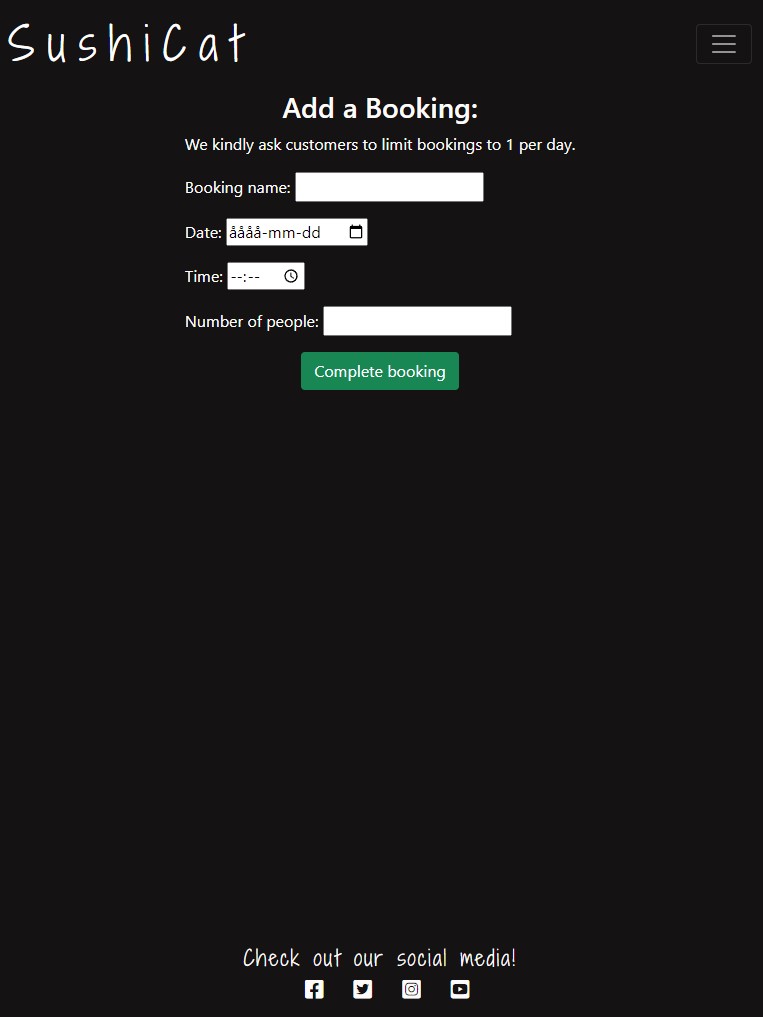 SushiCat
Add a Booking:
We kindly ask customers to limit bookings to 1 per day.
Booking name:
Date: åååå-mm-dd
Time: --:--
Number of people:
Complete booking
Check out our social media!